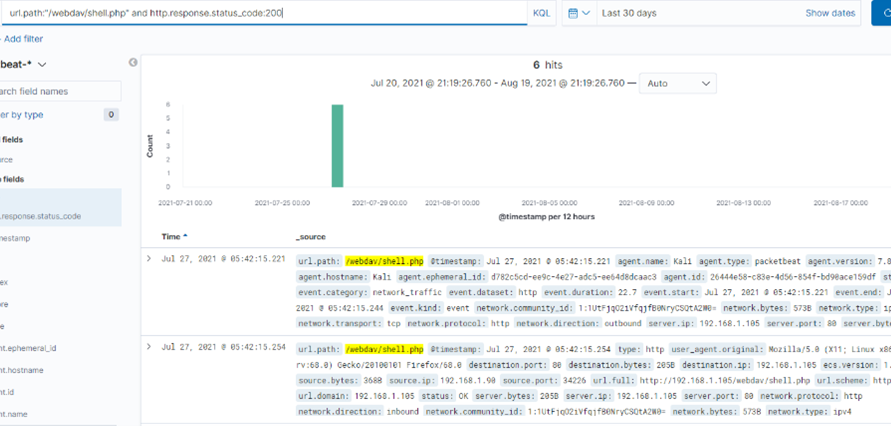 url.path:"/webdav/shell.php" and http.response.status_code:200
KQL
Last 30 days
Show dates
+ Add filter
beat-*
arch field names
er by type 0
fields
rce
fields
.response.status_code
nestamp
ex
ore
e
nt.ephemeral_id
nt.hostname
nt.id
nt.name
6 hits
Jul 20, 2021 @ 21:19:26.760 - Aug 19, 2021 @ 21:19:26.760 —
Auto
Count
6
5
4
3
2
1
0
2021-07-21 00:00 2021-07-25 00:00 2021-07-29 00:00 2021-08-01 00:00 2021-08-05 00:00 2021-08-09 00:00 2021-08-13 00:00 2021-08-17 00:00
@timestamp per 12 hours
Time _source
Jul 27, 2021 @ 05:42:15.221
url.path: /webdav/shell.php @timestamp: Jul 27, 2021 @ 05:42:15.221 agent.name: Kali agent.type: packetbeat agent.version: 7.8
agent.hostname: Kali agent.ephemeral_id: d782c5cd-ee9c-4e27-adc5-ee64d8dcaac3 agent.id: 26444e58-c83e-4d56-854f-bd90ace159df st
event.category: network_traffic event.dataset: http event.duration: 22.7 event.start: Jul 27, 2021 @ 05:42:15.221 event.end: J
2021 @ 05:42:15.244 event.kind: event network.community_id: 1:1UtFjqO2iVfqjfB0NryCSQtA2W0= network.bytes: 573B network.type: ip
network.transport: tcp network.protocol: http network.direction: outbound server.ip: 192.168.1.105 server.port: 80 server.byte
Jul 27, 2021 @ 05:42:15.254
url.path: /webdav/shell.php @timestamp: Jul 27, 2021 @ 05:42:15.254 type: http user_agent.original: Mozilla/5.0 (X11; Linux x86
rv:68.0) Gecko/20100101 Firefox/68.0 destination.port: 80 destination.bytes: 205B destination.ip: 192.168.1.105 ecs.version: 1.
source.bytes: 368B source.ip: 192.168.1.90 source.port: 34226 url.full: http://192.168.1.105/webdav/shell.php url.scheme: htt
url.domain: 192.168.1.105 status: OK server.bytes: 205B server.ip: 192.168.1.105 server.port: 80 network.protocol: http
network.direction: inbound network.community_id: 1:1UtFjqO2iVfqjfB0NryCSQtA2W0= network.bytes: 573B network.type: ipv4